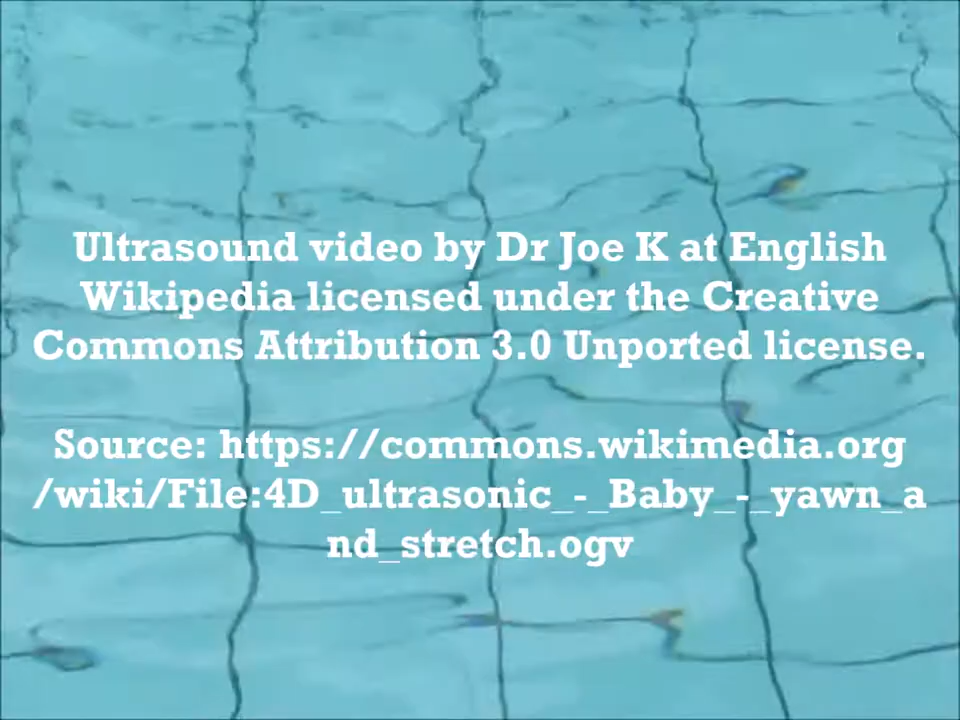 Ultrasound video by Dr Joe K at English
Wikipedia licensed under the Creative
Commons Attribution 3.0 Unported license.
Source: https://commons.wikimedia.org
/wiki/File:4D_ultrasonic_-_Baby_-_yawn_a
nd_stretch.ogv